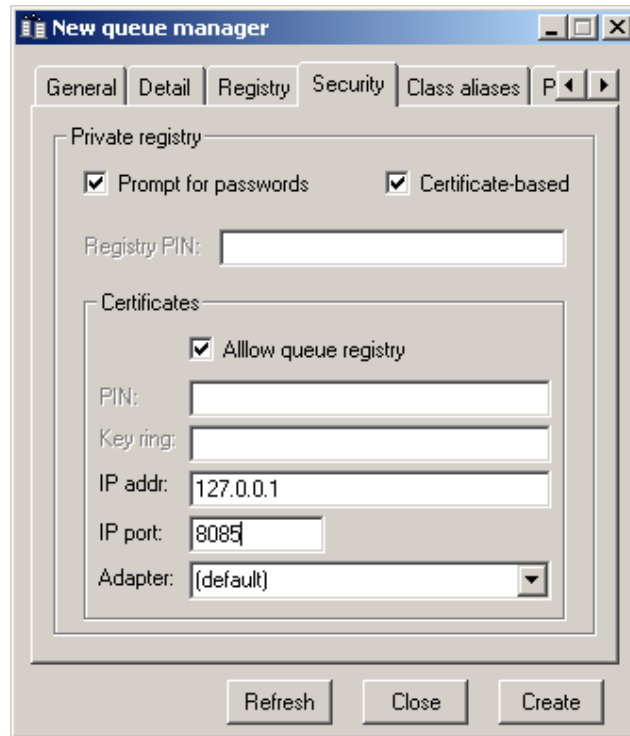 New queue manager
General Detail Registry Security Class aliases P
Private registry
Prompt for passwords Certificate-based
Registry PIN:
Certificates
Alllow queue registry
PIN:
Key ring:
IP addr: 127.0.0.1
IP port: 8085
Adapter: (default)
Refresh Close Create